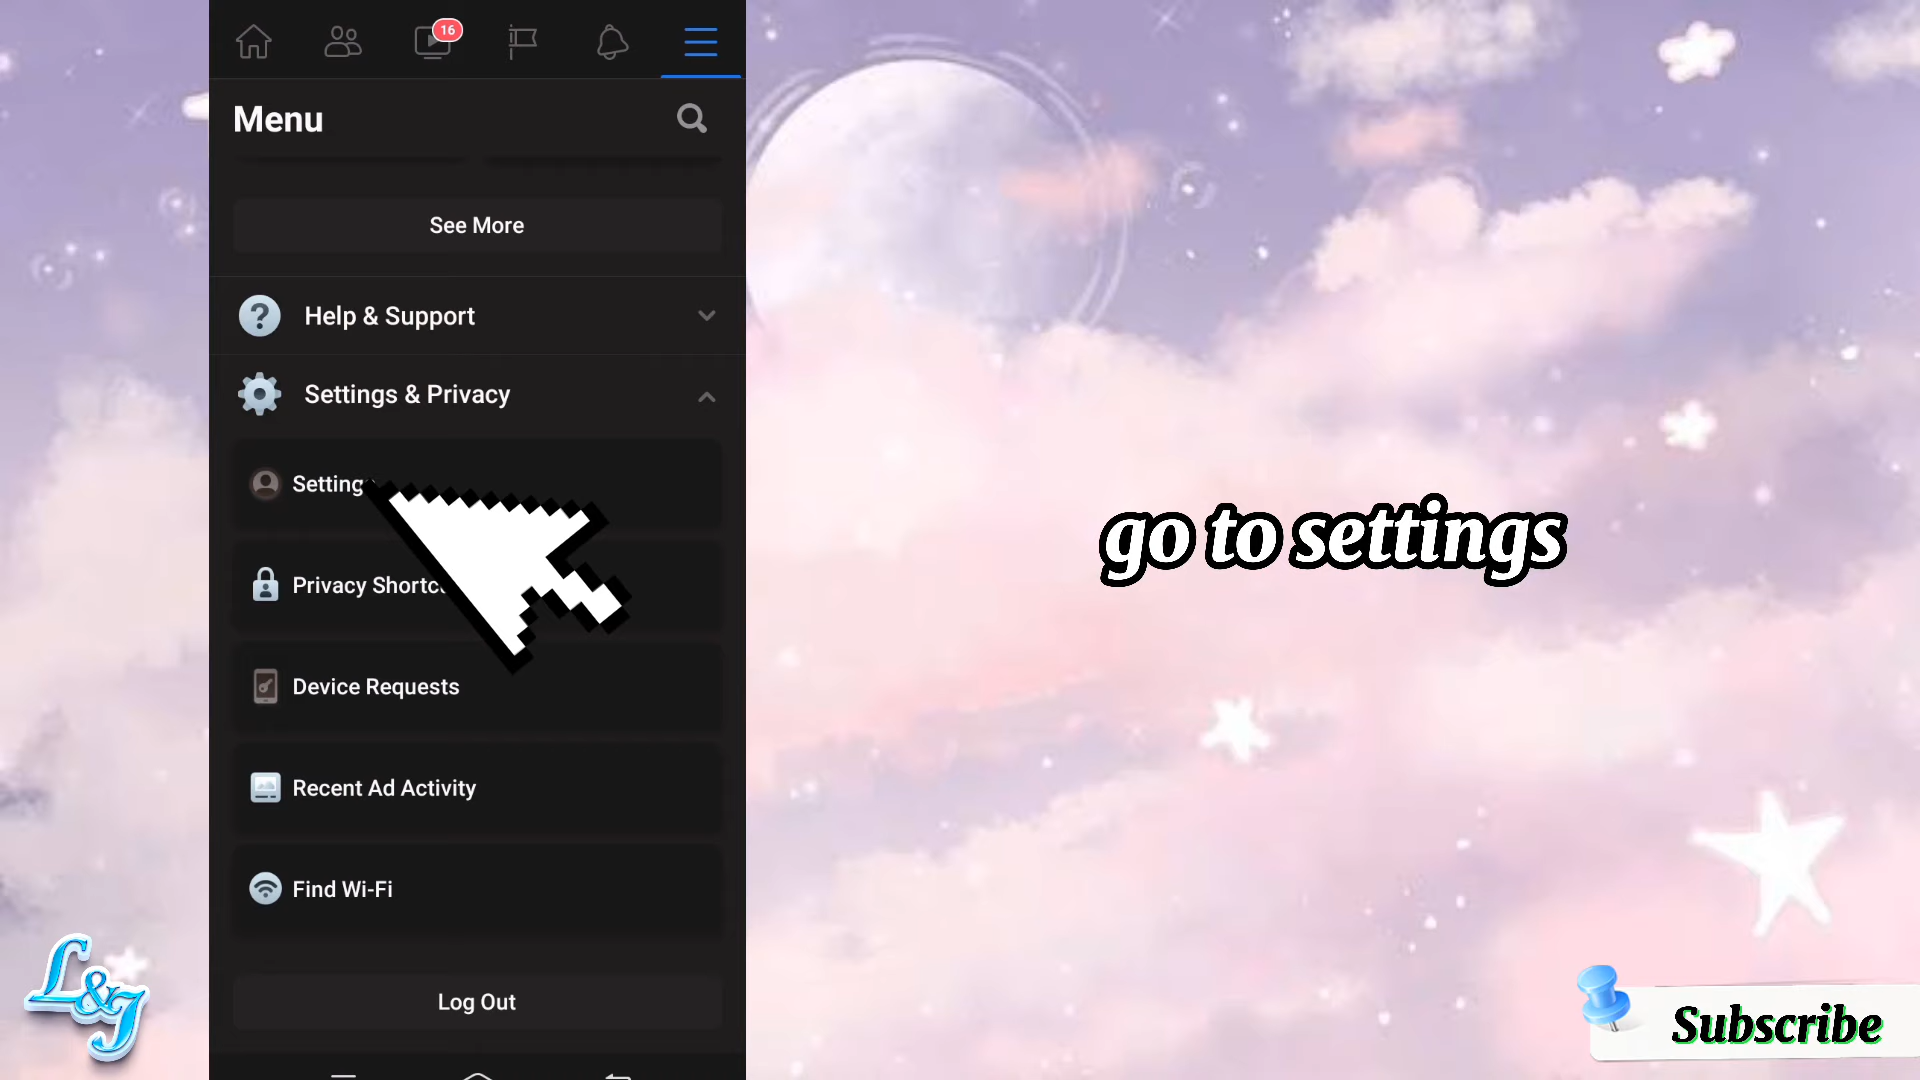 16
Menu
See More
Help & Support
Settings & Privacy
Setting
Privacy
Device Requests
Recent Ad Activity
Find Wi-Fi
Log Out
go to settings
L&J
Subscribe